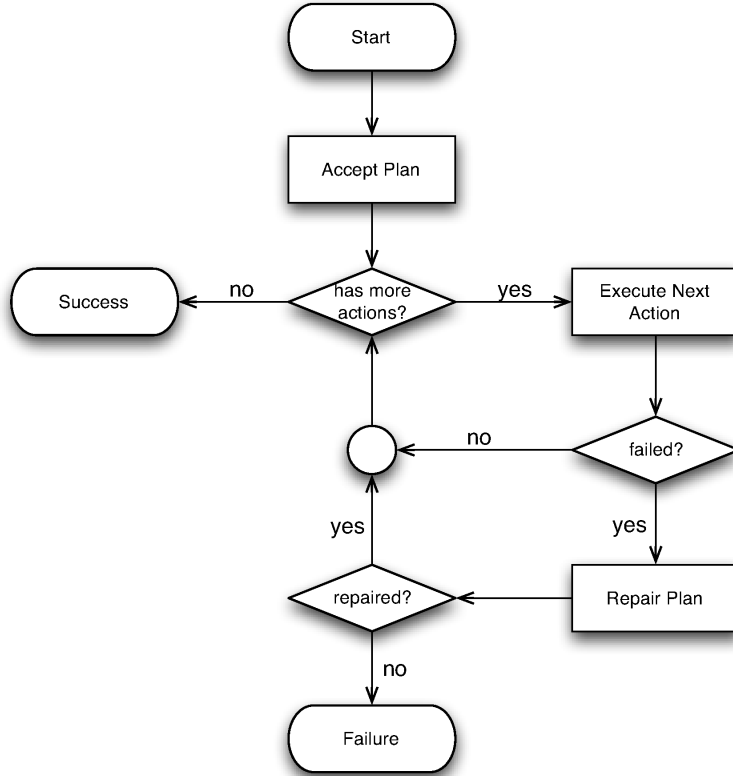 Start
Accept Plan
Success
no
has more
actions?
yes
Execute Next
Action
no
failed?
yes
yes
repaired?
Repair Plan
no
Failure